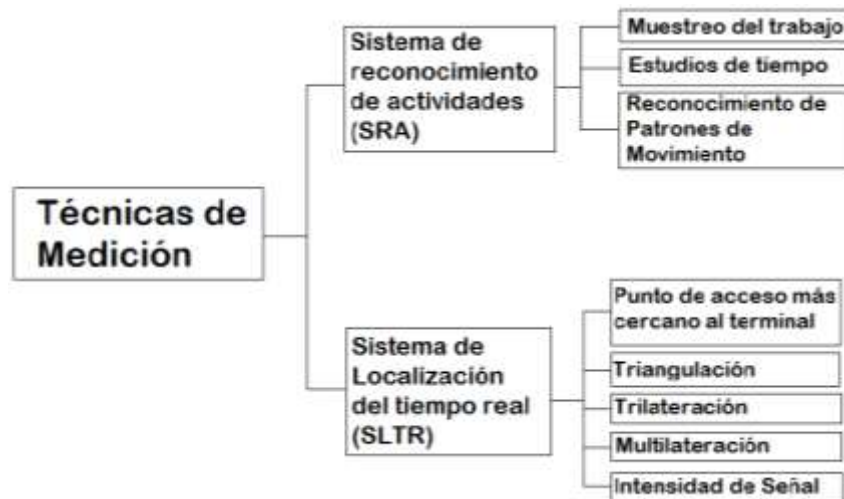 Técnicas de
Medición
Sistema de
reconocimiento
de actividades
(SRA)
Muestreo del trabajo
Estudios de tiempo
Reconocimiento de
Patrones de
Movimiento
Sistema de
Localización
del tiempo real
(SLTR)
Punto de acceso más
cercano al terminal
Triangulación
Trilateración
Multilateración
Intensidad de Señal